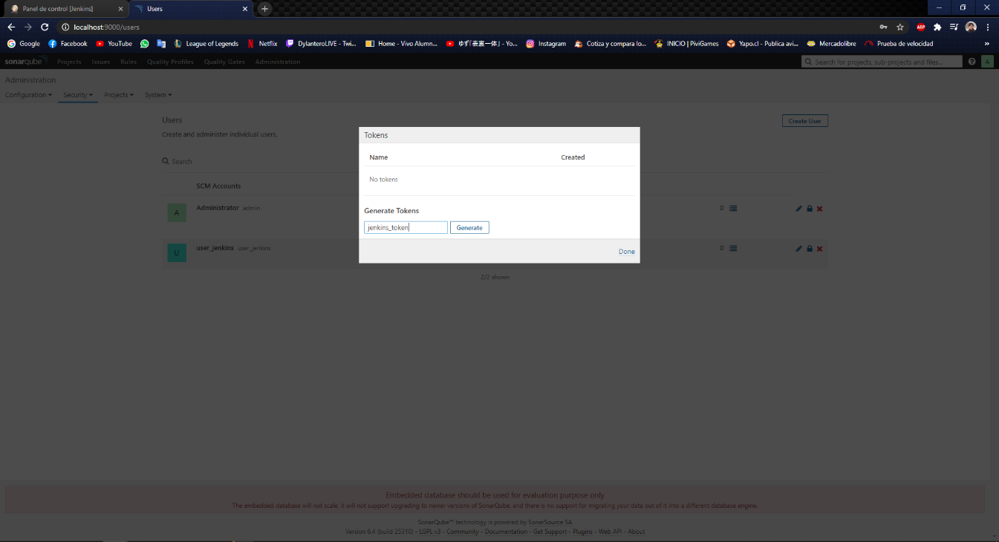 Panel de control [Jenkins]
Users
localhost:9000/users
ABP
Google
Facebook
YouTube
League of Legends
Netflix
DylanteroLIVE - Twi...
Home - Vivo Alumn...
ゆず「表裏一体」 - Yo...
Instagram
Cotiza y compara lo...
INICIO | PiviGames
Yapo.cl - Publica avi...
Mercadolibre
Prueba de velocidad
»
sonarqube
Projects
Issues
Rules
Quality Profiles
Quality Gates
Administration
Search for projects, sub-projects and files...
?
A
Administration
Configuration
Security
Projects
System
Users
Create User
Create and administer individual users.
Search
SCM Accounts
A
Administrator admin
0
U
user_jenkins user_jenkins
0
2/2 shown
Tokens
Name
Created
No tokens
Generate Tokens
jenkins_token
Generate
Done
Embedded database should be used for evaluation purpose only
The embedded database will not scale, it will not support upgrading to newer versions of SonarQube, and there is no support for migrating your data out of it into a different database engine.
SonarQube™ technology is powered by SonarSource SA
Version 6.4 (build 25310) - LGPL v3 - Community - Documentation - Get Support - Plugins - Web API - About